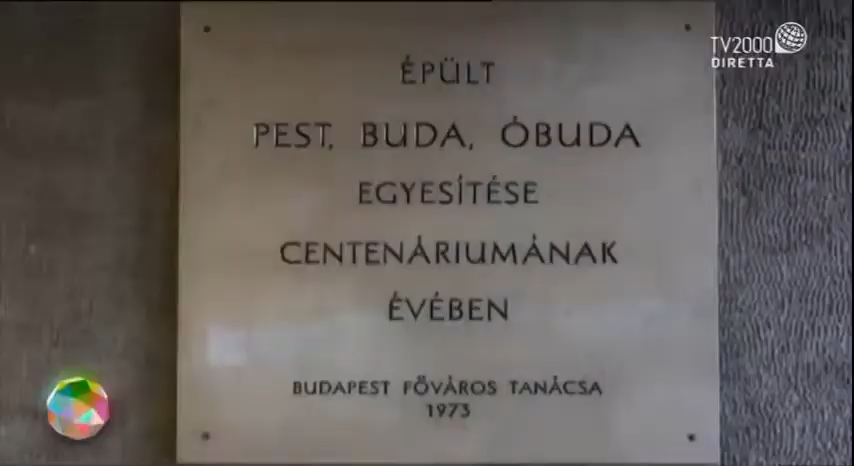 TV2000
DIRETTA
ÉPÜLT
PEST, BUDA, ÓBUDA
EGYESÍTÉSE
CENTENÁRIUMÁNAK
ÉVÉBEN
BUDAPEST FŐVÁROS TANÁCSA
1973